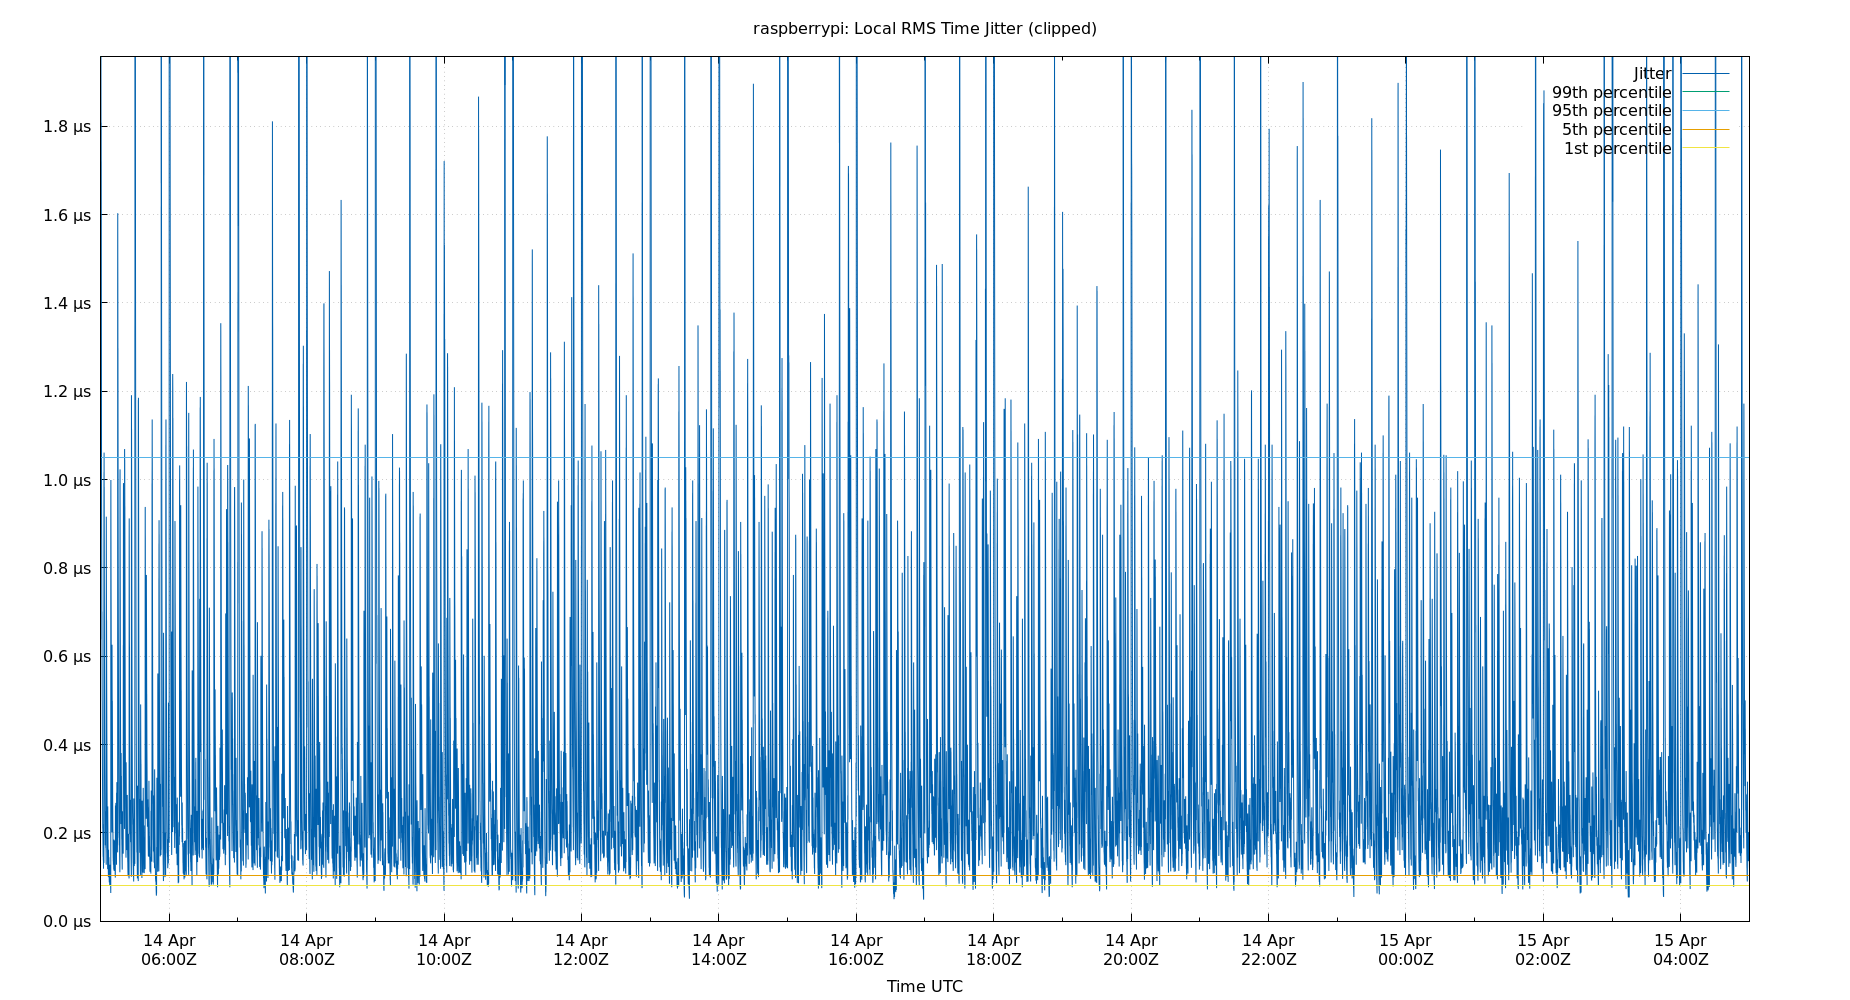 raspberrypi: Local RMS Time Jitter (clipped)
Jitter
99th percentile
95th percentile
5th percentile
1st percentile
1.8 µs
1.6 µs
1.4 µs
1.2 µs
1.0 µs
0.8 µs
0.6 µs
0.4 µs
0.2 µs
0.0 µs
14 Apr 14 Apr 14 Apr 14 Apr 14 Apr 14 Apr 14 Apr 14 Apr 14 Apr 15 Apr 15 Apr 15 Apr
06:00Z 08:00Z 10:00Z 12:00Z 14:00Z 16:00Z 18:00Z 20:00Z 22:00Z 00:00Z 02:00Z 04:00Z
Time UTC